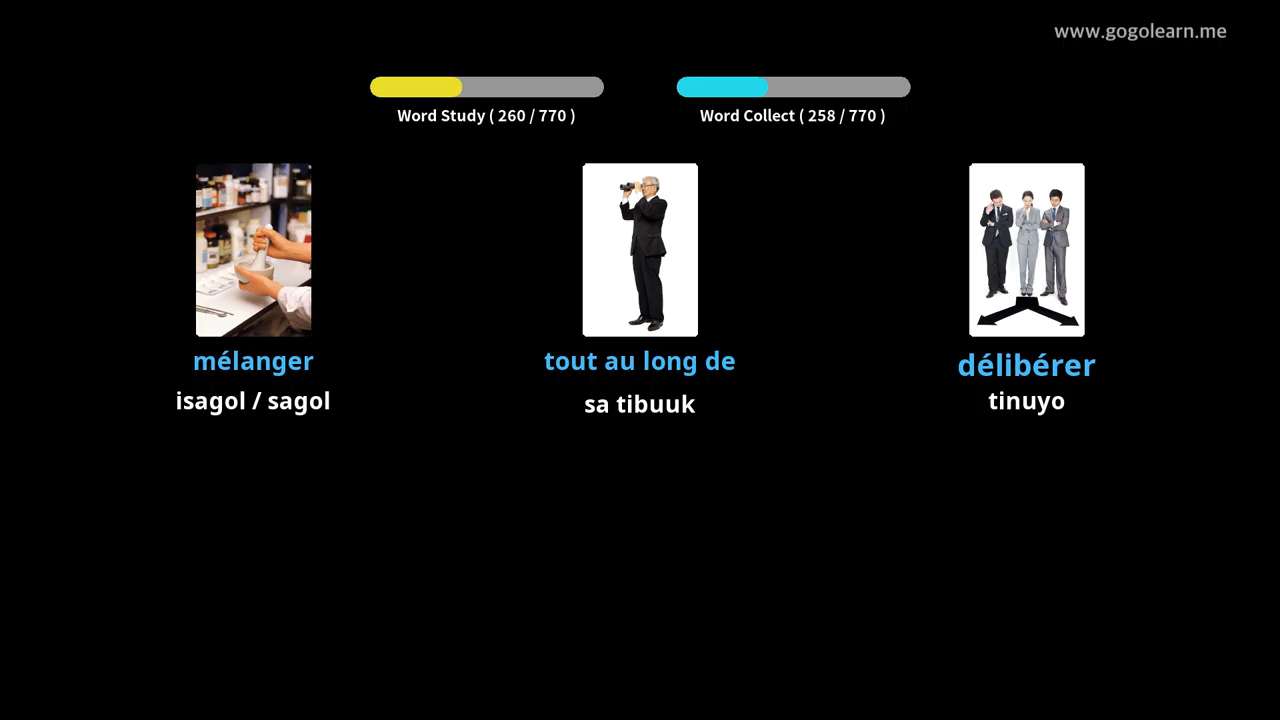 www.gogolearn.me
Word Study ( 260 / 770 )
Word Collect ( 258 / 770 )
mélanger
tout au long de
délibérer
isagol / sagol
sa tibuuk
tinuyo